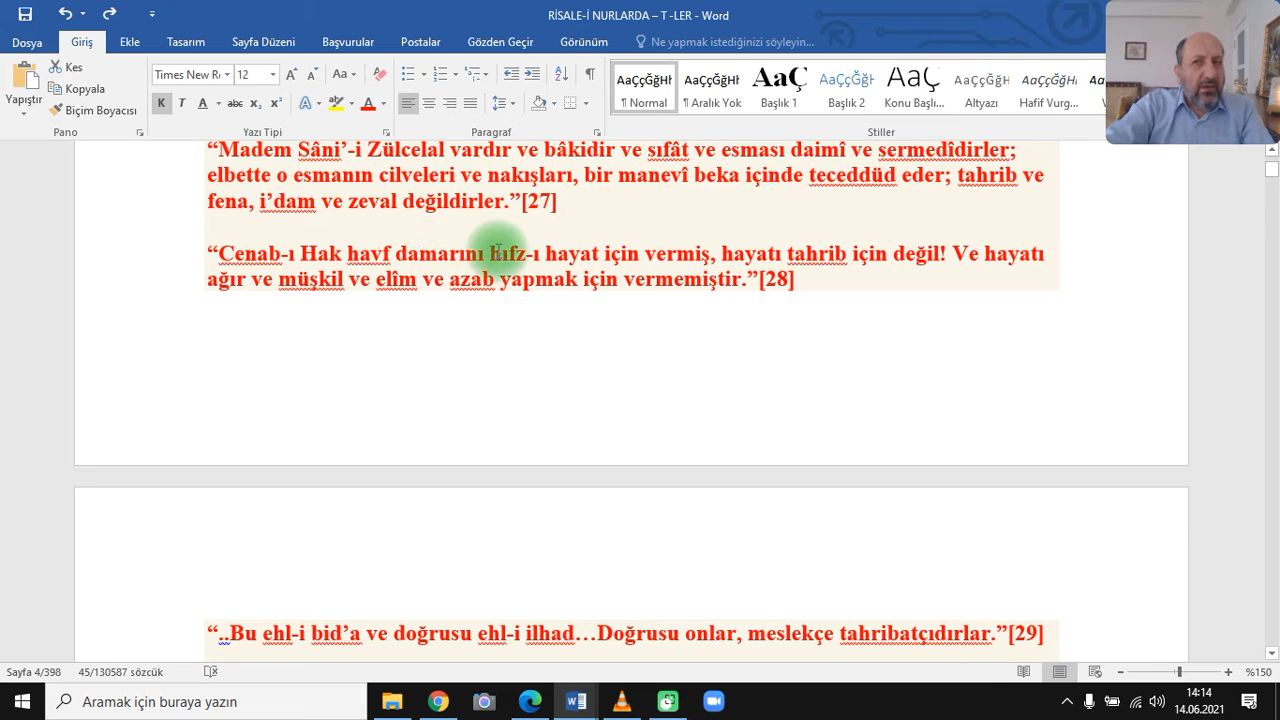 RİSALE-İ NURLARDA – T -LER - Word
Dosya Giriş Ekle Tasarım Sayfa Düzeni Başvurular Postalar Gözden Geçir Görünüm Ne yapmak istediğinizi söyleyin...
Yapıştır
Kes
Kopyala
Biçim Boyacısı
Times New Ro 12
AaÇçĞğHł AaÇçĞğHł AaÇ AaÇçĞğ AaÇ AaÇçĞğH AaÇçĞğHł
¶ Normal ¶ Aralık Yok Başlık 1 Başlık 2 Konu Başlı... Altyazı Hafif Vurg...
Pano Yazı Tipi Paragraf Stiller
“Madem Sâni’-i Zülcelal vardır ve bâkidir ve sıfât ve esması daimî ve sermedîdirler;
elbette o esmanın cilveleri ve nakışları, bir manevî beka içinde teceddüd eder; tahrib ve
fena, i’dam ve zeval değildirler.”[27]
“Cenab-ı Hak havf damarını hıfz-ı hayat için vermiş, hayatı tahrib için değil! Ve hayatı
ağır ve müşkil ve elîm ve azab yapmak için vermemiştir.”[28]
“..Bu ehl-i bid’a ve doğrusu ehl-i ilhad…Doğrusu onlar, meslekçe tahribatçıdırlar.”[29]
Sayfa 4/398 45/130587 sözcük %150
Aramak için buraya yazın
14:14
14.06.2021